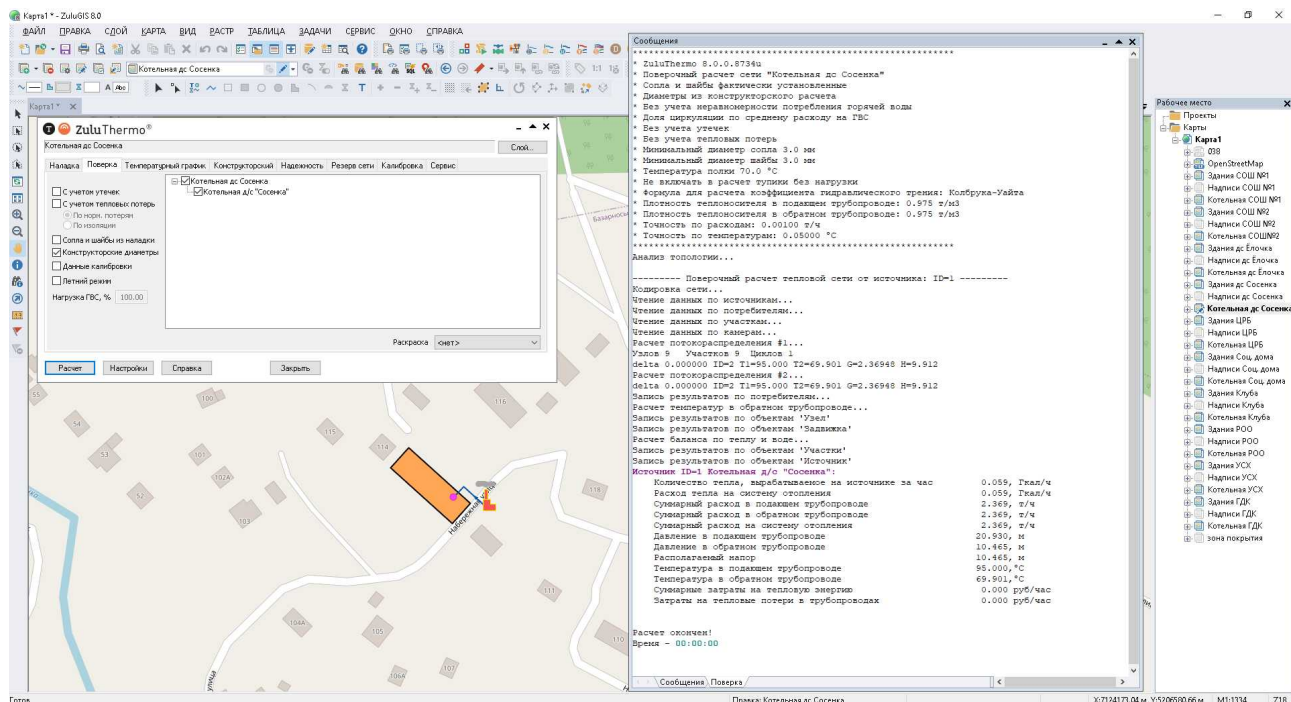 Карта1 * - ZuluGIS 8.0
ФАЙЛ ПРАВКА СЛОЙ КАРТА ВИД РАСТР ТАБЛИЦА ЗАДАЧИ СЕРВИС ОКНО СПРАВКА
Котельная дс Сосенка
1:1
Карта1 *
ZuluThermo®
Котельная дс Сосенка
Слой...
Наладка Поверка Температурный график Конструкторский Надежность Резерв сети Калибровка Сервис
С учетом утечек
С учетом тепловых потерь
По норм. потерям
По изоляции
Сопла и шайбы из наладки
Конструкторские диаметры
Данные калибровки
Летний режим
Нагрузка ГВС, % 100.00
Котельная дс Сосенка
Котельная д/с "Сосенка"
Раскраска <нет>
Расчет Настройки Справка Закрыть
55
54
53
52
100
101
102А
103
115
114
116
118
Набережная улица
111
110
104А
105
106А
107
улица
Сообщения
* ZuluThermo 8.0.0.8734u
* Поверочный расчет сети "Котельная дс Сосенка"
* Сопла и шайбы фактически установленные
* Диаметры из конструкторского расчета
* Без учета неравномерности потребления горячей воды
* Доля циркуляции по среднему расходу на ГВС
* Без учета утечек
* Без учета тепловых потерь
* Минимальный диаметр сопла 3.0 мм
* Минимальный диаметр шайбы 3.0 мм
* Температура полки 70.0 °C
* Не включать в расчет тупики без нагрузки
* Формула для расчета коэффициента гидравлического трения: Колбрука-Уайта
* Плотность теплоносителя в подающем трубопроводе: 0.975 т/м3
* Плотность теплоносителя в обратном трубопроводе: 0.975 т/м3
* Точность по расходам: 0.00100 т/ч
* Точность по температурам: 0.05000 °C
Анализ топологии...
--------- Поверочный расчет тепловой сети от источника: ID=1 ---------
Кодировка сети...
Чтение данных по источникам...
Чтение данных по потребителям...
Чтение данных по участкам...
Чтение данных по камерам...
Расчет потокораспределения #1...
Узлов 9 Участков 9 Циклов 1
delta 0.000000 ID=2 T1=95.000 T2=69.901 G=2.36948 H=9.912
Расчет потокораспределения #2...
delta 0.000000 ID=2 T1=95.000 T2=69.901 G=2.36948 H=9.912
Запись результатов по потребителям...
Расчет температур в обратном трубопроводе...
Запись результатов по объектам 'Узел'
Запись результатов по объектам 'Задвижка'
Расчет баланса по теплу и воде...
Запись результатов по объектам 'Участки'
Запись результатов по объектам 'Источник'
Источник ID=1 Котельная д/с "Сосенка":
Количество тепла, вырабатываемое на источнике за час 0.059, Гкал/ч
Расход тепла на систему отопления 0.059, Гкал/ч
Суммарный расход в подающем трубопроводе 2.369, т/ч
Суммарный расход в обратном трубопроводе 2.369, т/ч
Суммарный расход на систему отопления 2.369, т/ч
Давление в подающем трубопроводе 20.930, м
Давление в обратном трубопроводе 10.465, м
Располагаемый напор 10.465, м
Температура в подающем трубопроводе 95.000,°C
Температура в обратном трубопроводе 69.901,°C
Суммарные затраты на тепловую энергию 0.000 руб/час
Затраты на тепловые потери в трубопроводах 0.000 руб/час
Расчет окончен!
Время - 00:00:00
Сообщения Поверка
Рабочее место
Проекты
Карты
Карта1
038
OpenStreetMap
Здания СОШ №1
Надписи СОШ №1
Котельная СОШ №1
Здания СОШ №2
Надписи СОШ №2
Котельная СОШ№2
Здания дс Ёлочка
Надписи дс Ёлочка
Котельная дс Ёлочка
Здания дс Сосенка
Надписи дс Сосенка
Котельная дс Сосенка
Здания ЦРБ
Надписи ЦРБ
Котельная ЦРБ
Здания Соц. дома
Надписи Соц. дома
Котельная Соц. дома
Здания Клуба
Надписи Клуба
Котельная Клуба
Здания РОО
Надписи РОО
Котельная РОО
Здания УСХ
Надписи УСХ
Котельная УСХ
Здания ГДК
Надписи ГДК
Котельная ГДК
зона покрытия
Готов Правка: Котельная дс Сосенка X:7124173.04 м, Y:5206580.66 м М1:1334 Z18